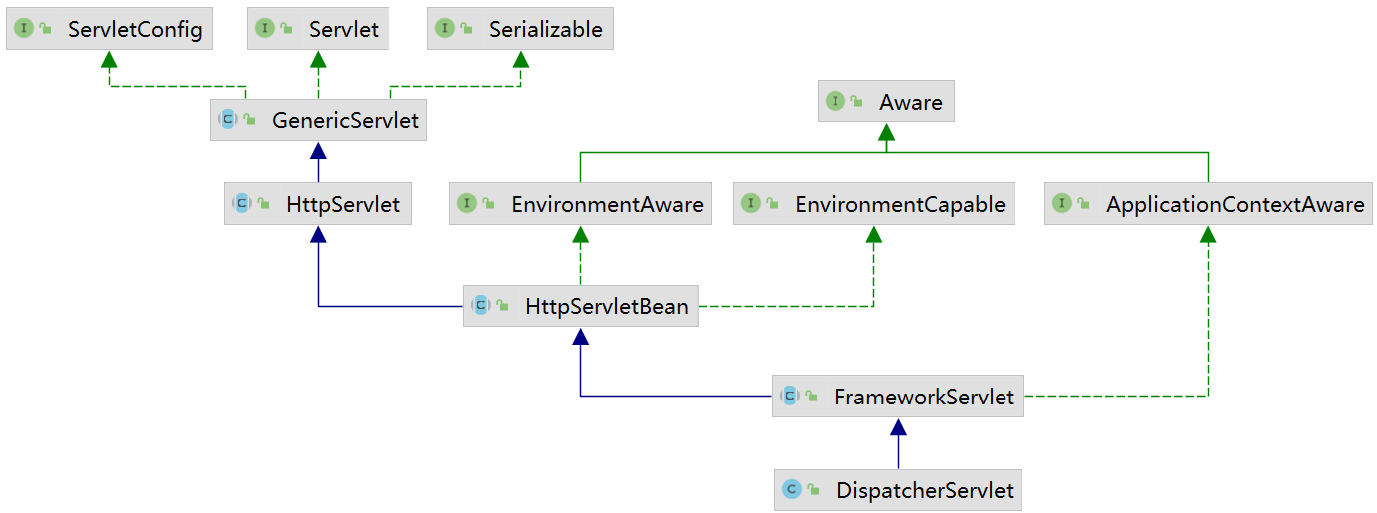 ServletConfig
Servlet
Serializable
Aware
GenericServlet
HttpServlet
EnvironmentAware
EnvironmentCapable
ApplicationContextAware
HttpServletBean
FrameworkServlet
DispatcherServlet